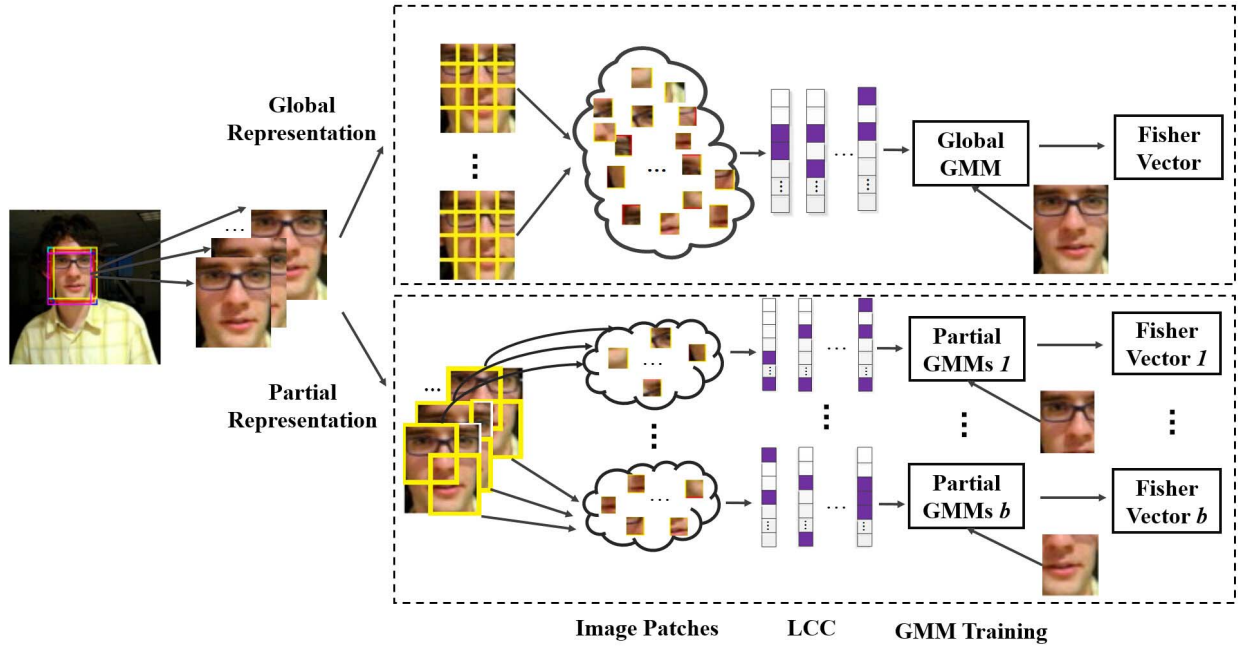 Global
Representation
Global
GMM
Fisher
Vector
...
...
...
...
Partial
Representation
...
...
...
Partial
GMMs 1
Fisher
Vector 1
...
...
...
...
...
...
Partial
GMMs b
Fisher
Vector b
Image Patches
LCC
GMM Training